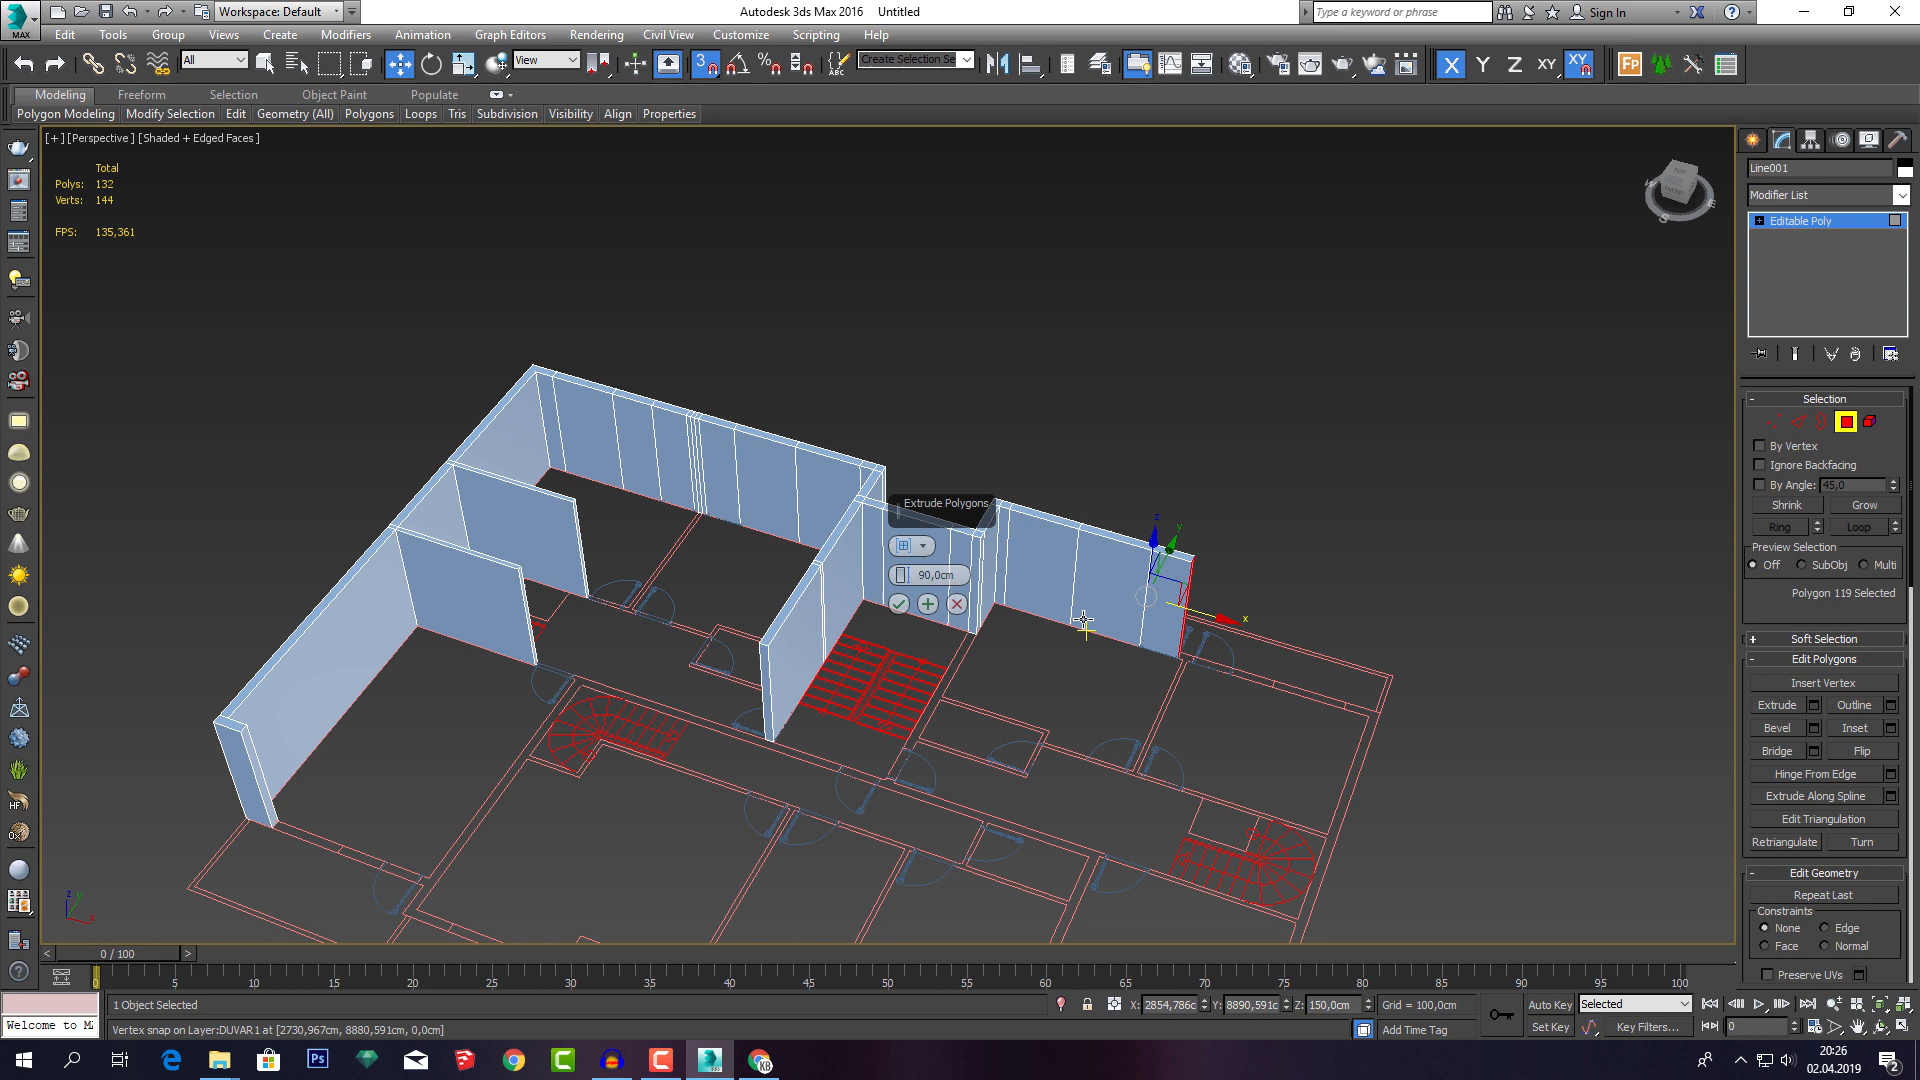 Workspace: Default
Autodesk 3ds Max 2016 Untitled
Type a keyword or phrase
Sign In
MAX
Edit Tools Group Views Create Modifiers Animation Graph Editors Rendering Civil View Customize Scripting Help
All
View
3
Create Selection Se
X Y Z XY XY
Modeling Freeform Selection Object Paint Populate
Polygon Modeling Modify Selection Edit Geometry (All) Polygons Loops Tris Subdivision Visibility Align Properties
[+] [Perspective] [Shaded + Edged Faces]
Total
Polys: 132
Verts: 144
FPS: 135,361
TOP
FRONT
Line001
Modifier List
Editable Poly
Extrude Polygons
90,0cm
z
y
x
Selection
By Vertex
Ignore Backfacing
By Angle: 45,0
Shrink Grow
Ring Loop
Preview Selection
Off SubObj Multi
Polygon 119 Selected
+ Soft Selection
- Edit Polygons
Insert Vertex
Extrude Outline
Bevel Inset
Bridge Flip
Hinge From Edge
Extrude Along Spline
Edit Triangulation
Retriangulate Turn
- Edit Geometry
Repeat Last
Constraints
None Edge
Face Normal
Preserve UVs
< 0 / 100 >
0 5 10 15 20 25 30 35 40 45 50 55 60 65 70 75 80 85 90 95 100
1 Object Selected
X: 2854,786c Y: 8890,591c Z: 150,0cm Grid = 100,0cm
Auto Key Selected
Welcome to M
Vertex snap on Layer:DUVAR1 at [2730,967cm, 8880,591cm, 0,0cm]
Add Time Tag
Set Key Key Filters... 0
20:26
02.04.2019
2